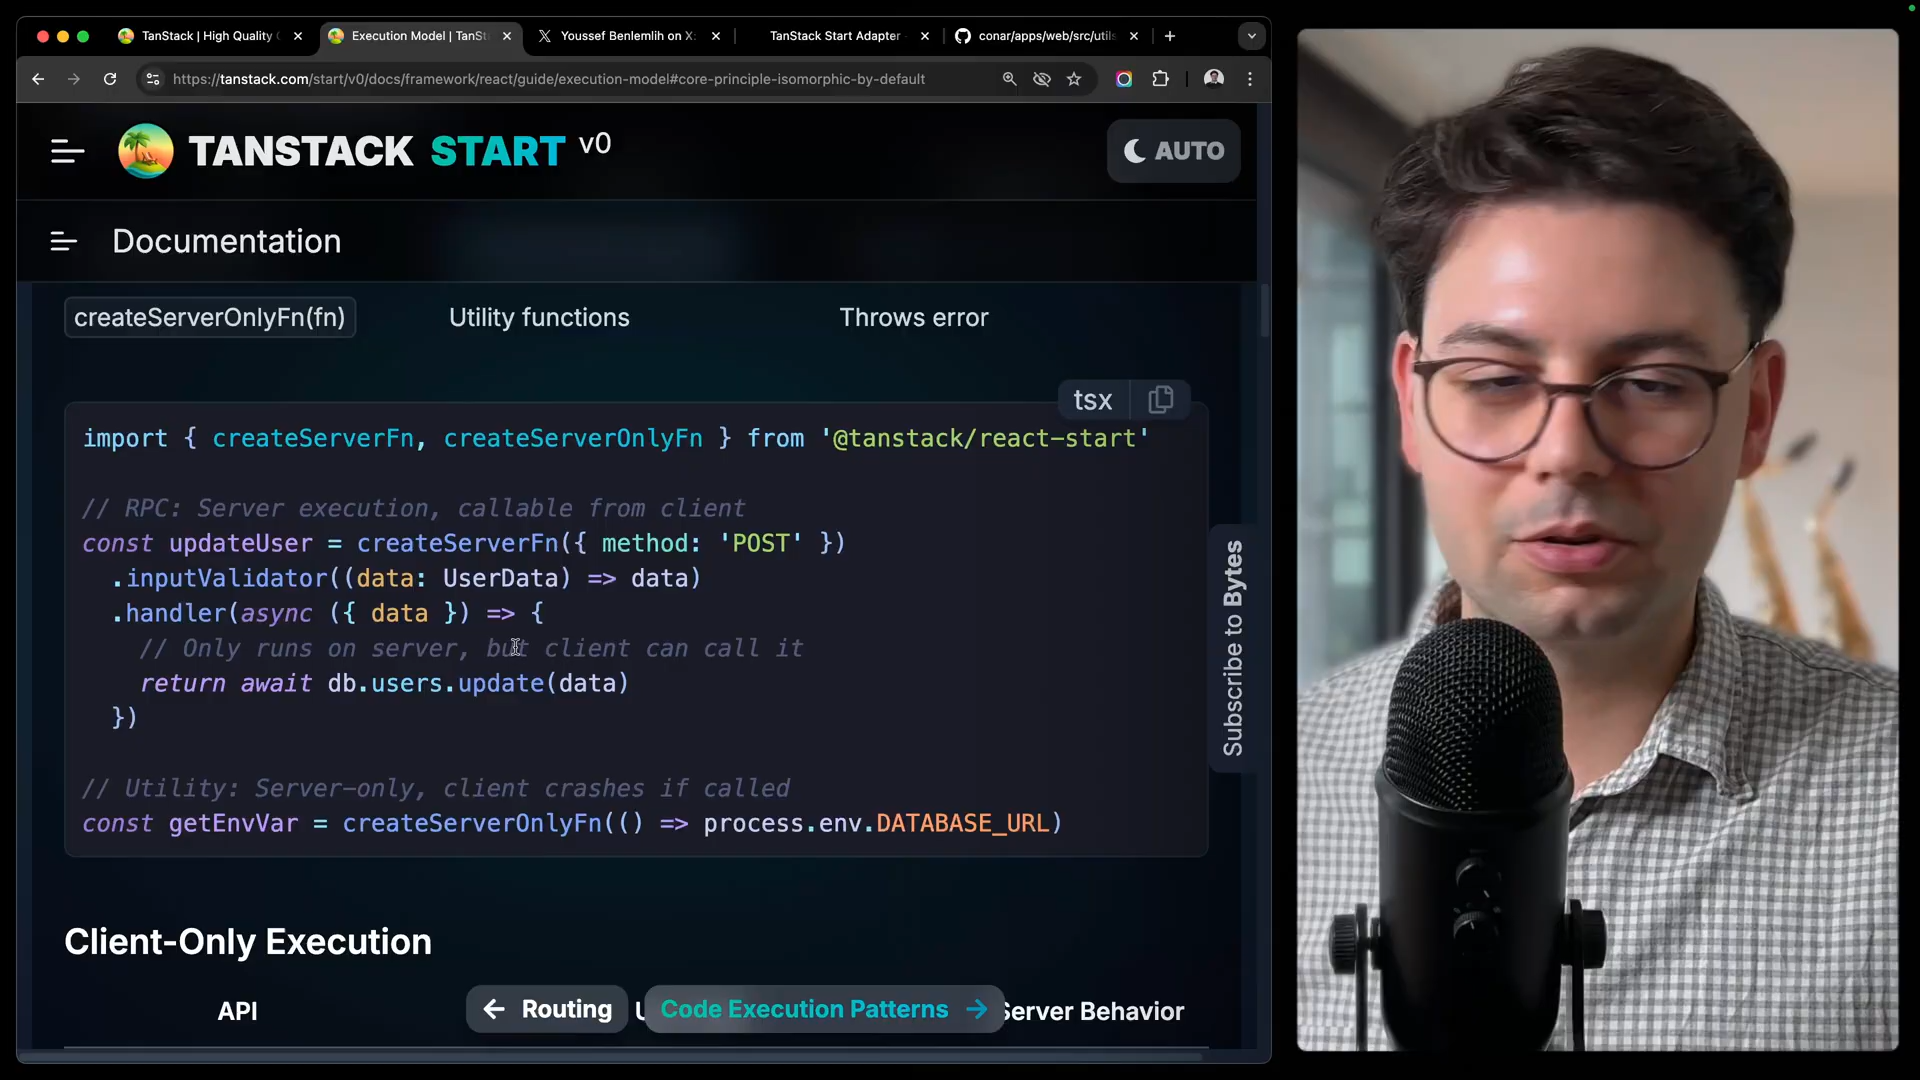 TanStack | High Quality
Execution Model | TanSt
Youssef Benlemlih on X:
TanStack Start Adapter
conar/apps/web/src/utils
https://tanstack.com/start/v0/docs/framework/react/guide/execution-model#core-principle-isomorphic-by-default
TANSTACK START v0
AUTO
Documentation
createServerOnlyFn(fn) Utility functions Throws error
tsx
import { createServerFn, createServerOnlyFn } from '@tanstack/react-start'
// RPC: Server execution, callable from client
const updateUser = createServerFn({ method: 'POST' })
.inputValidator((data: UserData) => data)
.handler(async ({ data }) => {
// Only runs on server, but client can call it
return await db.users.update(data)
})
// Utility: Server-only, client crashes if called
const getEnvVar = createServerOnlyFn(() => process.env.DATABASE_URL)
Subscribe to Bytes
Client-Only Execution
API Server Behavior
← Routing
Code Execution Patterns →